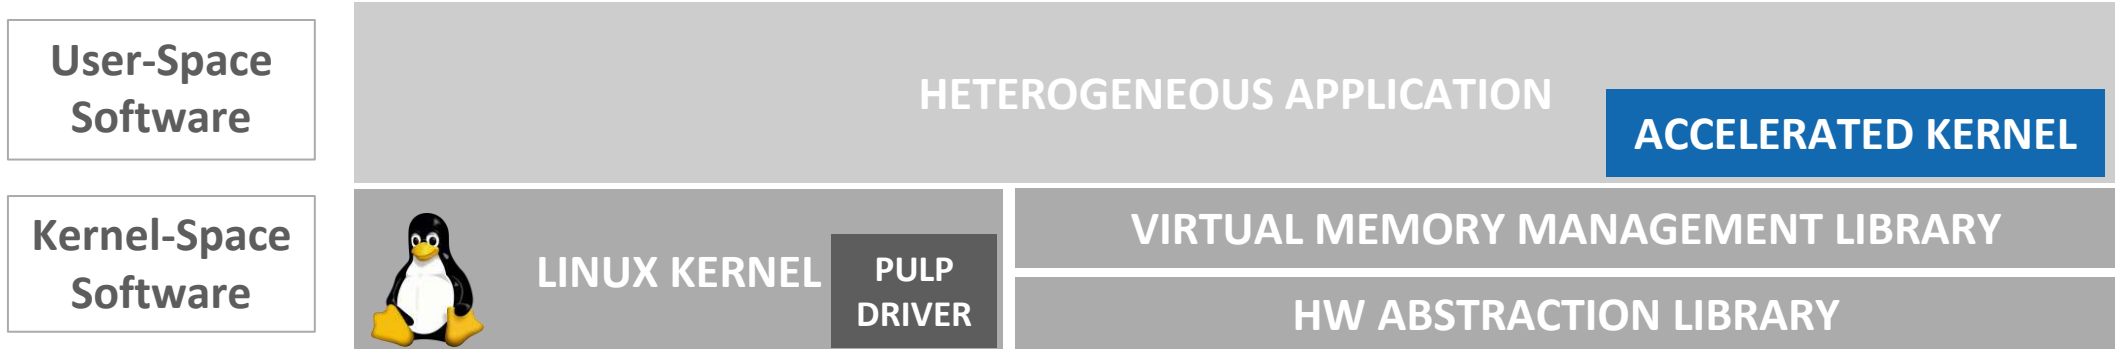 User-Space
Software
HETEROGENEOUS APPLICATION
ACCELERATED KERNEL
Kernel-Space
Software
LINUX KERNEL
PULP
DRIVER
VIRTUAL MEMORY MANAGEMENT LIBRARY
HW ABSTRACTION LIBRARY